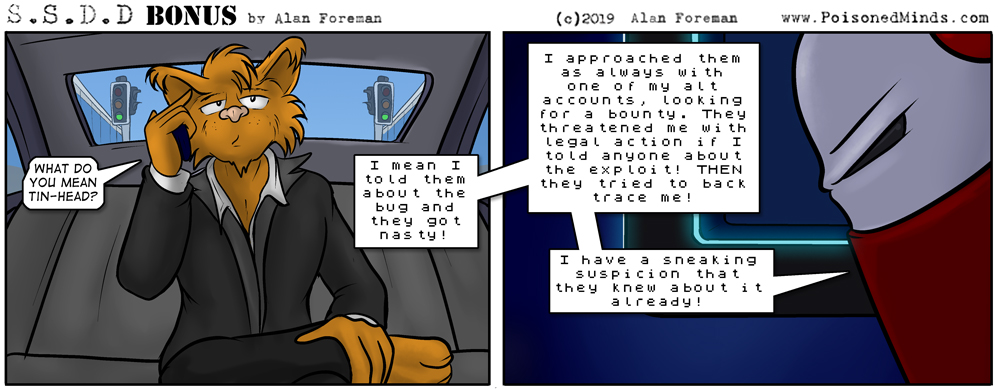 S.S.D.D BONUS by Alan Foreman (c)2019 Alan Foreman www.PoisonedMinds.com
WHAT DO
YOU MEAN
TIN-HEAD?
I mean I
told them
about the
bug and
they got
nasty!
I approached them
as always with
one of my alt
accounts, looking
for a bounty. They
threatened me with
legal action if I
told anyone about
the exploit! THEN
they tried to back
trace me!
I have a sneaking
suspicion that
they knew about it
already!